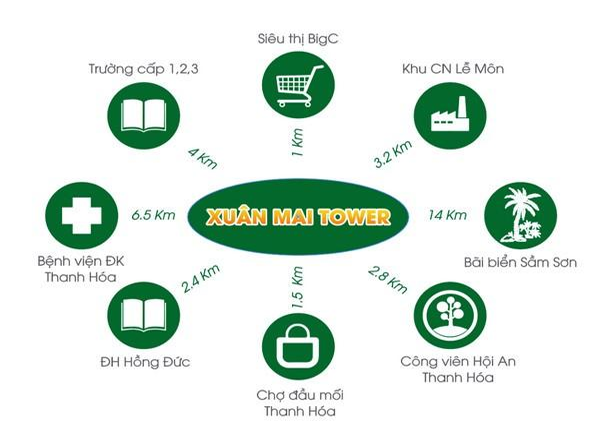 Siêu thị BigC
Trường cấp 1,2,3
Khu CN Lễ Môn
1 Km
4 Km
3.2 Km
XUÂN MAI TOWER
6.5 Km
14 Km
Bệnh viện ĐK
Thanh Hóa
Bãi biển Sầm Sơn
2.4 Km
1.5 Km
2.8 Km
ĐH Hồng Đức
Công viên Hội An
Thanh Hóa
Chợ đầu mối
Thanh Hóa